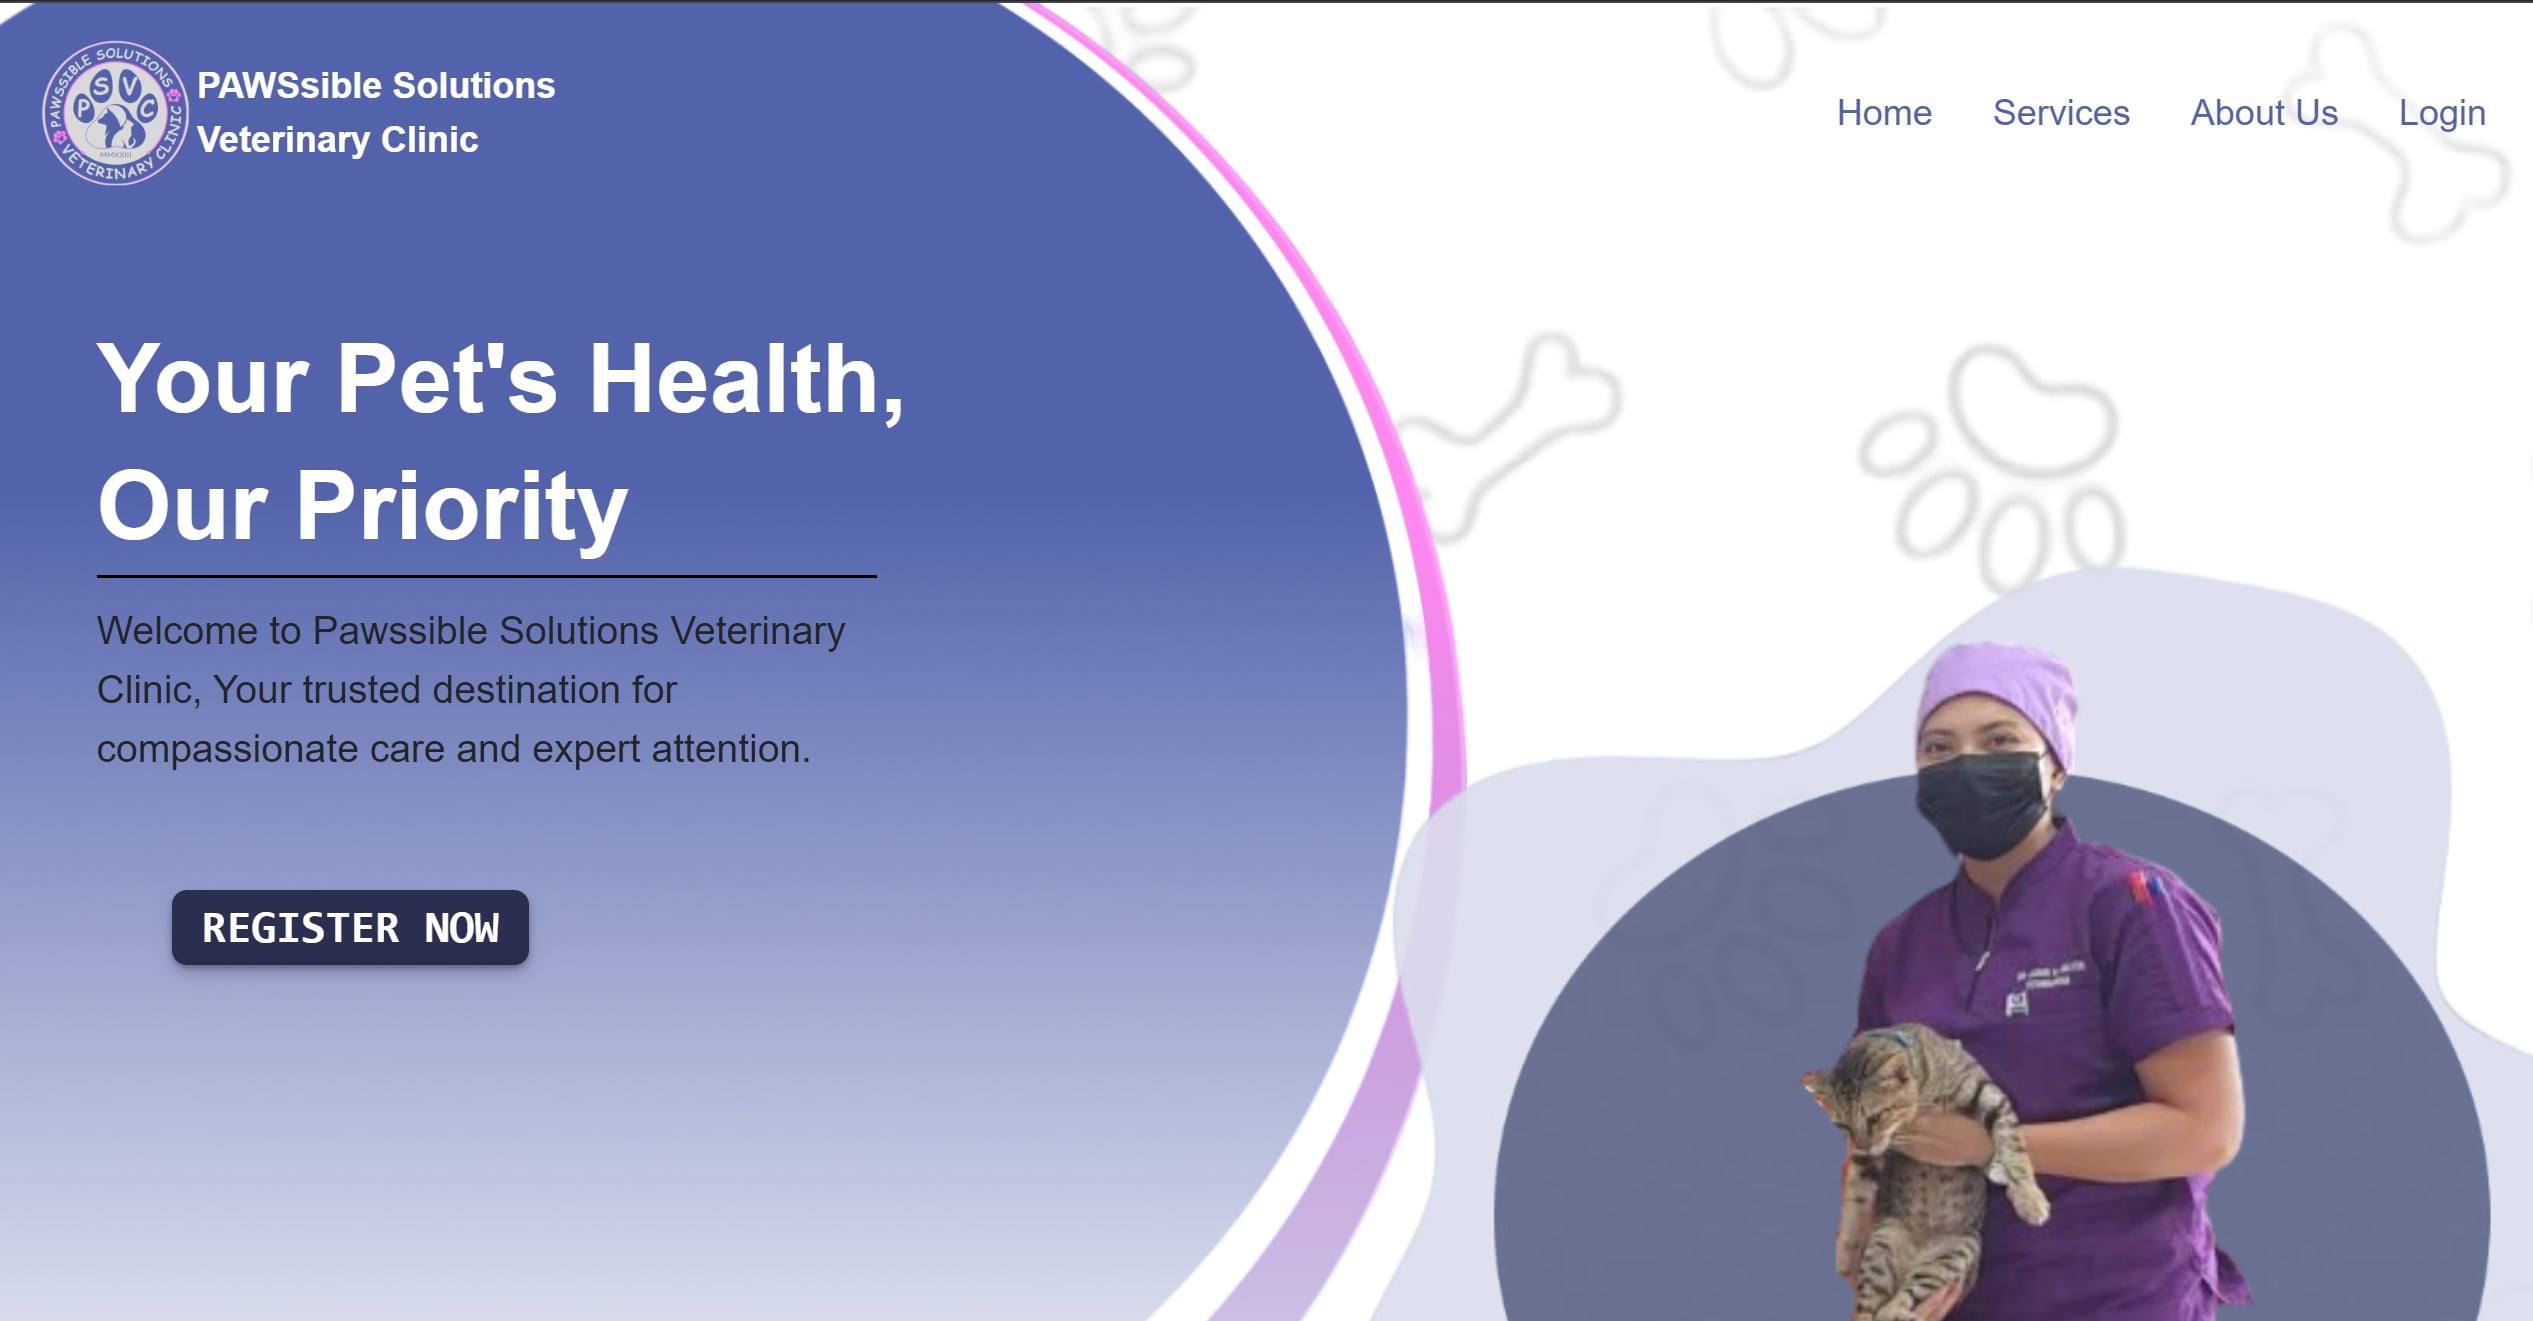 PAWSSIBLE SOLUTIONS
VETERINARY CLINIC
P S V C
MMXXIII
PAWSsible Solutions
Veterinary Clinic
Home Services About Us Login
Your Pet's Health,
Our Priority
Welcome to Pawssible Solutions Veterinary
Clinic, Your trusted destination for
compassionate care and expert attention.
REGISTER NOW